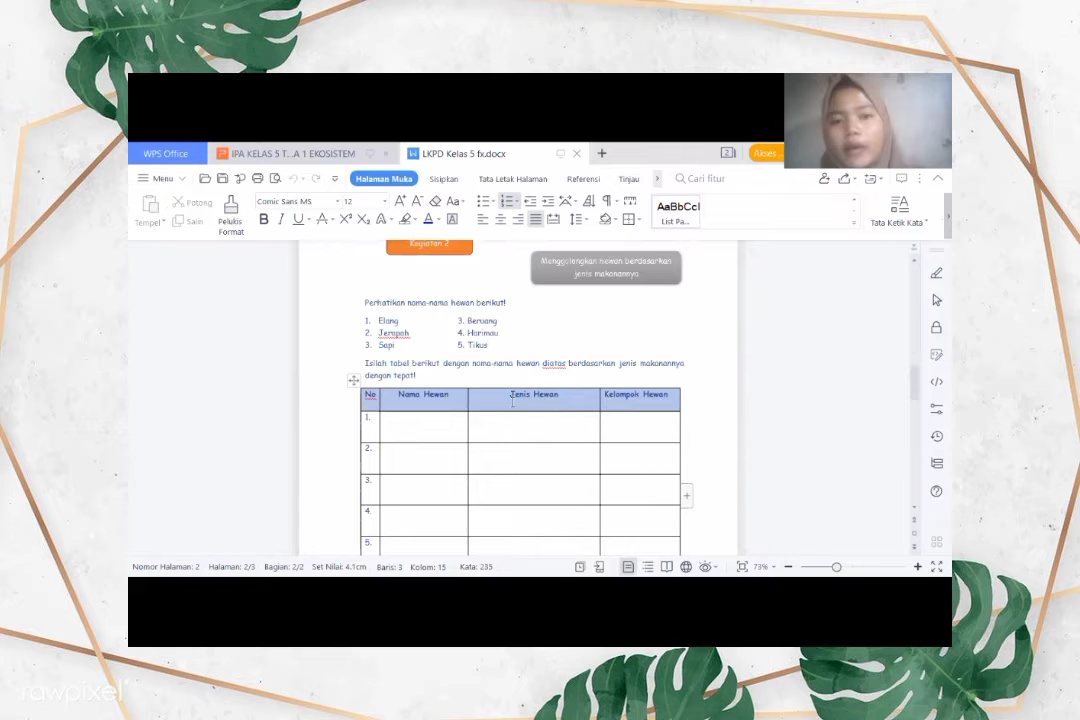 WPS Office
IPA KELAS 5 T...A 1 EKOSISTEM
LKPD Kelas 5 fx.docx
2
Akses
Menu
Halaman Muka
Sisipkan
Tata Letak Halaman
Referensi
Tinjau
Cari fitur
Tempel
Potong
Salin
Pelukis
Format
Comic Sans MS
12
AaBbCcI
List Pa...
Tata Ketik Kata
Kegiatan 2
Menggolongkan hewan berdasarkan
jenis makanannya
Perhatikan nama-nama hewan berikut!
1. Elang 3. Beruang
2. Jerapah 4. Harimau
3. Sapi 5. Tikus
Isilah tabel berikut dengan nama-nama hewan diatas berdasarkan jenis makanannya
dengan tepat!
No Nama Hewan Jenis Hewan Kelompok Hewan
1.
2.
3.
4.
5.
Nomor Halaman: 2 Halaman: 2/3 Bagian: 2/2 Set Nilai: 4.1cm Baris: 3 Kolom: 15 Kata: 235
73%
rawpixel